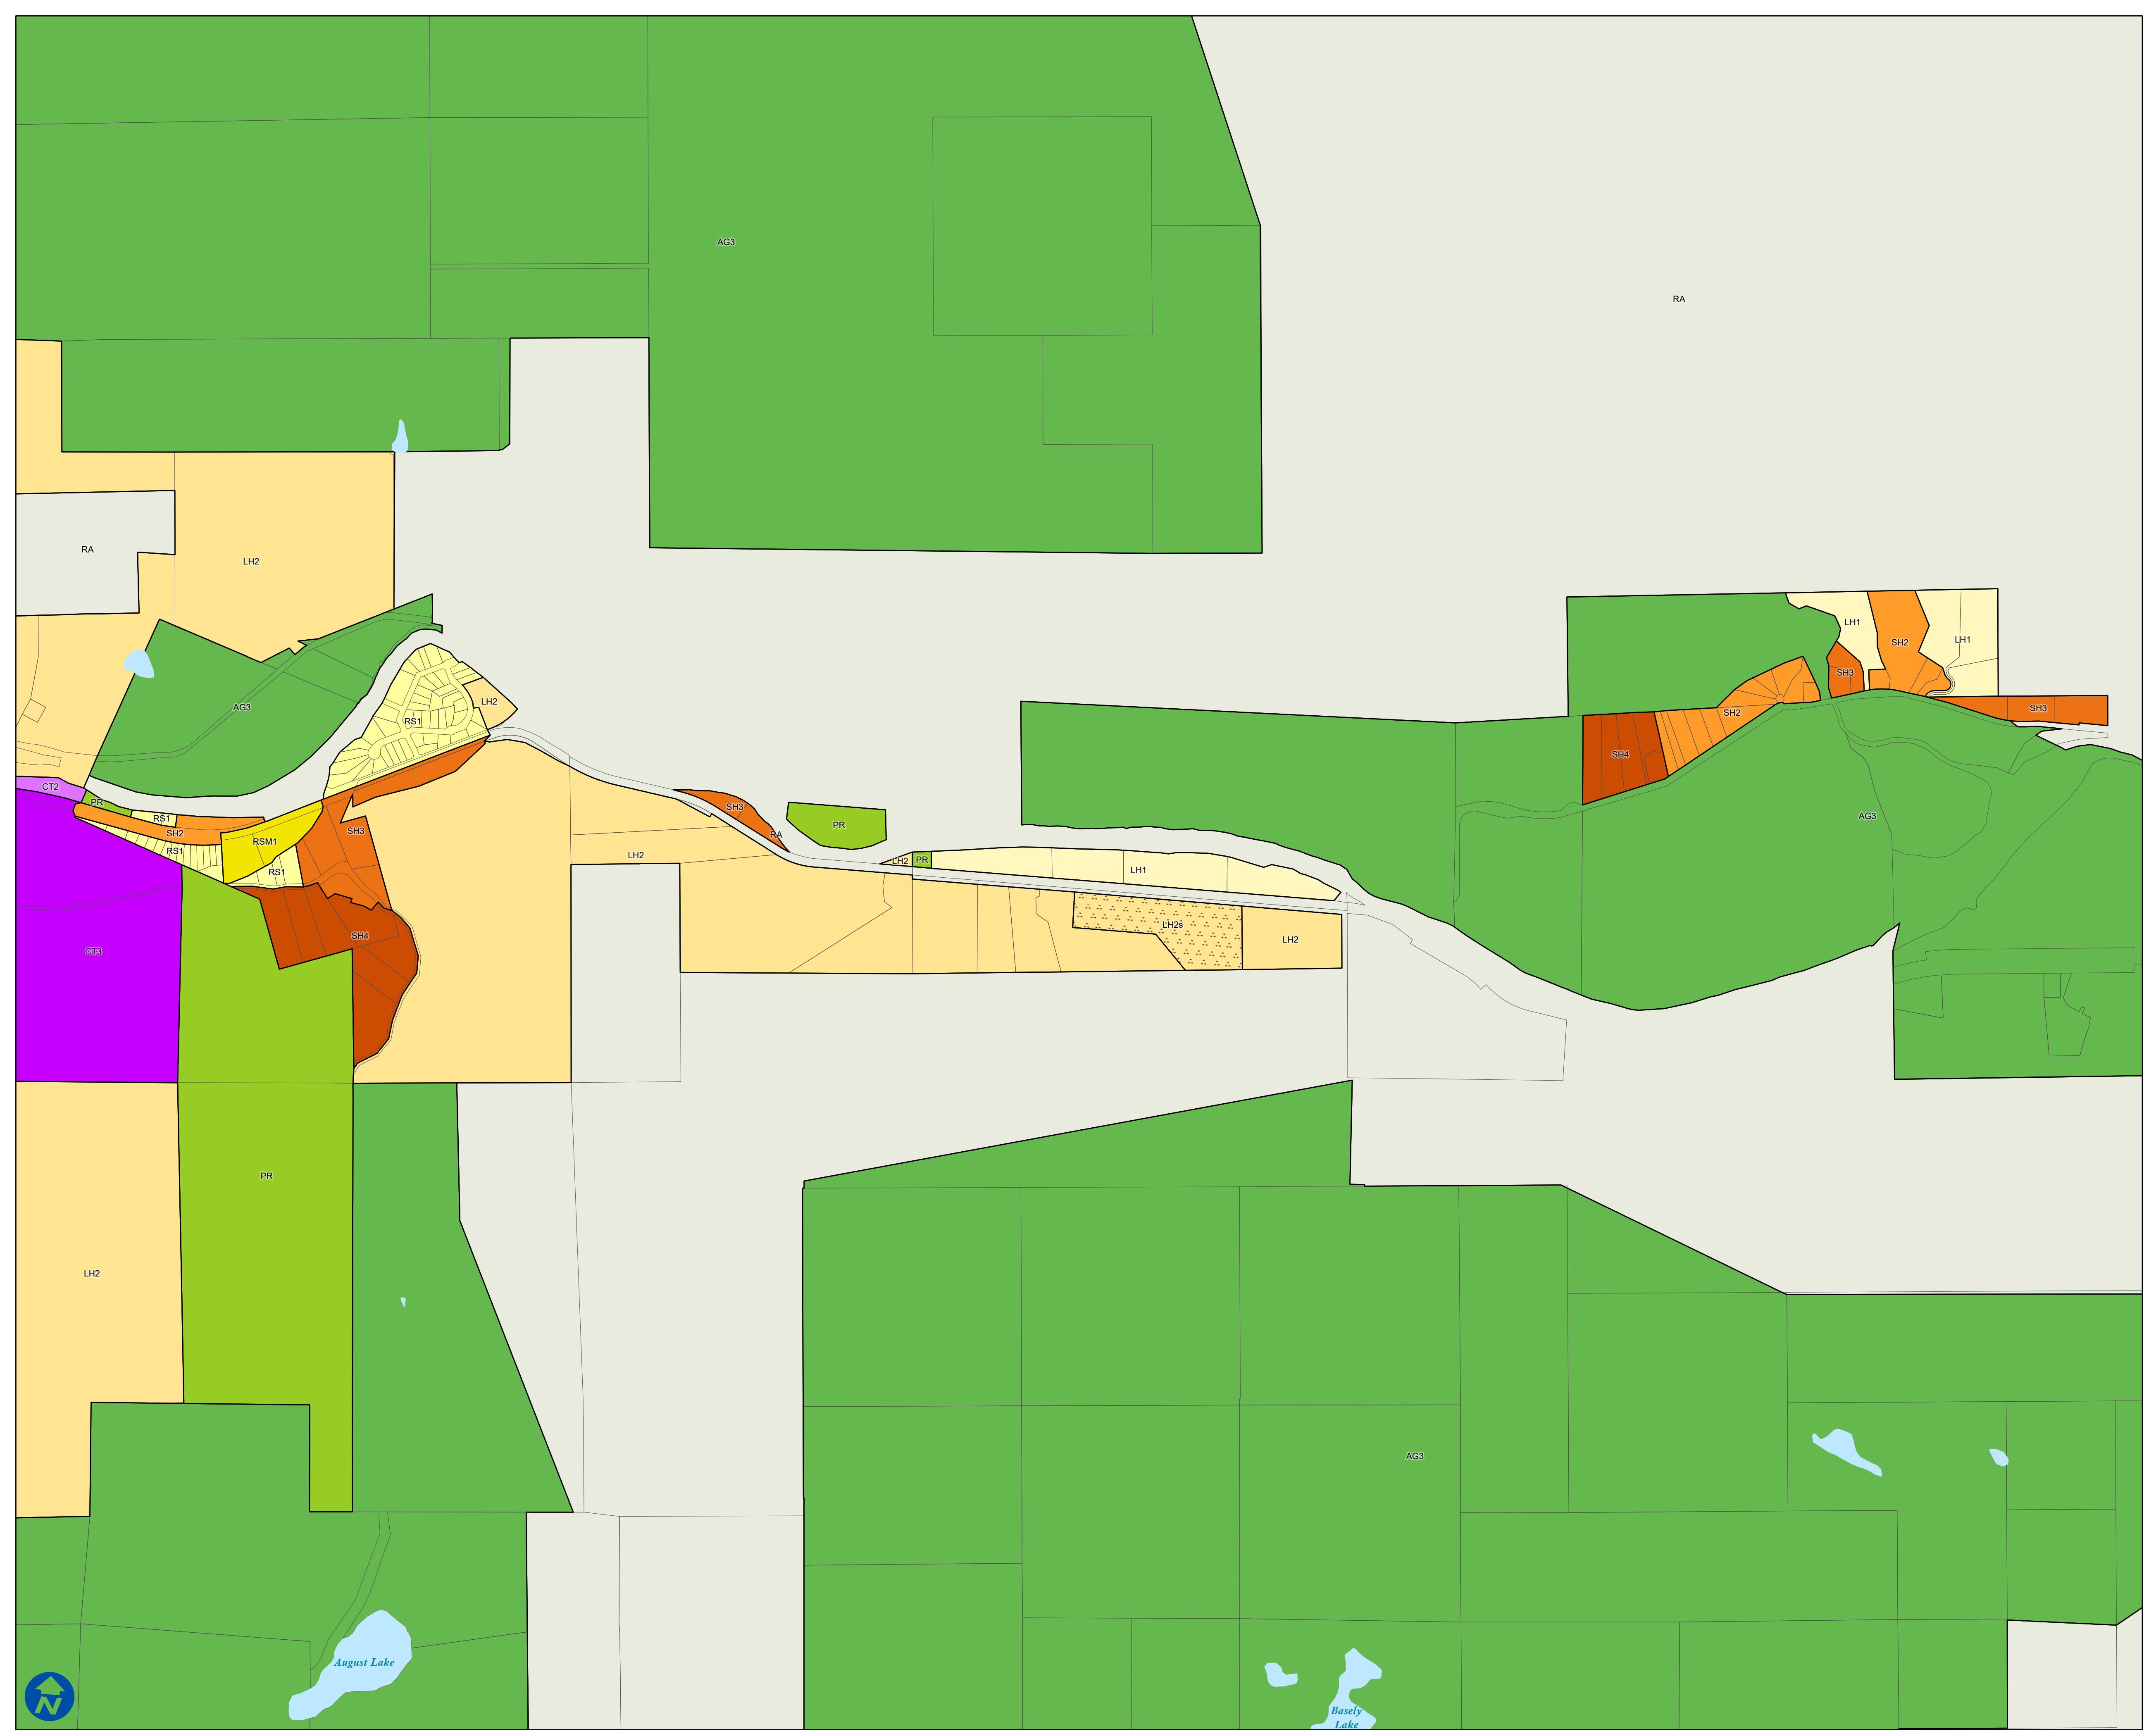 AG3
RA
RA
LH2
LH1
SH2
LH1
SH3
AG3
LH2
RS1
SH3
SH2
SH4
CT2
PR
RS1
SH2
RS1
RSM1
RS1
SH3
SH3
RA
PR
AG3
LH2
LH2
PR
LH1
LH2s
LH2
SH4
CT3
PR
LH2
AG3
August Lake
Basely
Lake
N